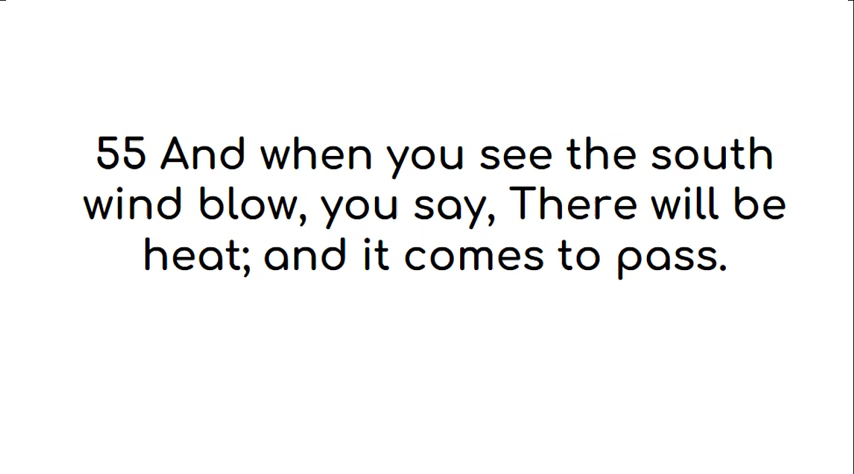 55 And when you see the south
wind blow, you say, There will be
heat; and it comes to pass.